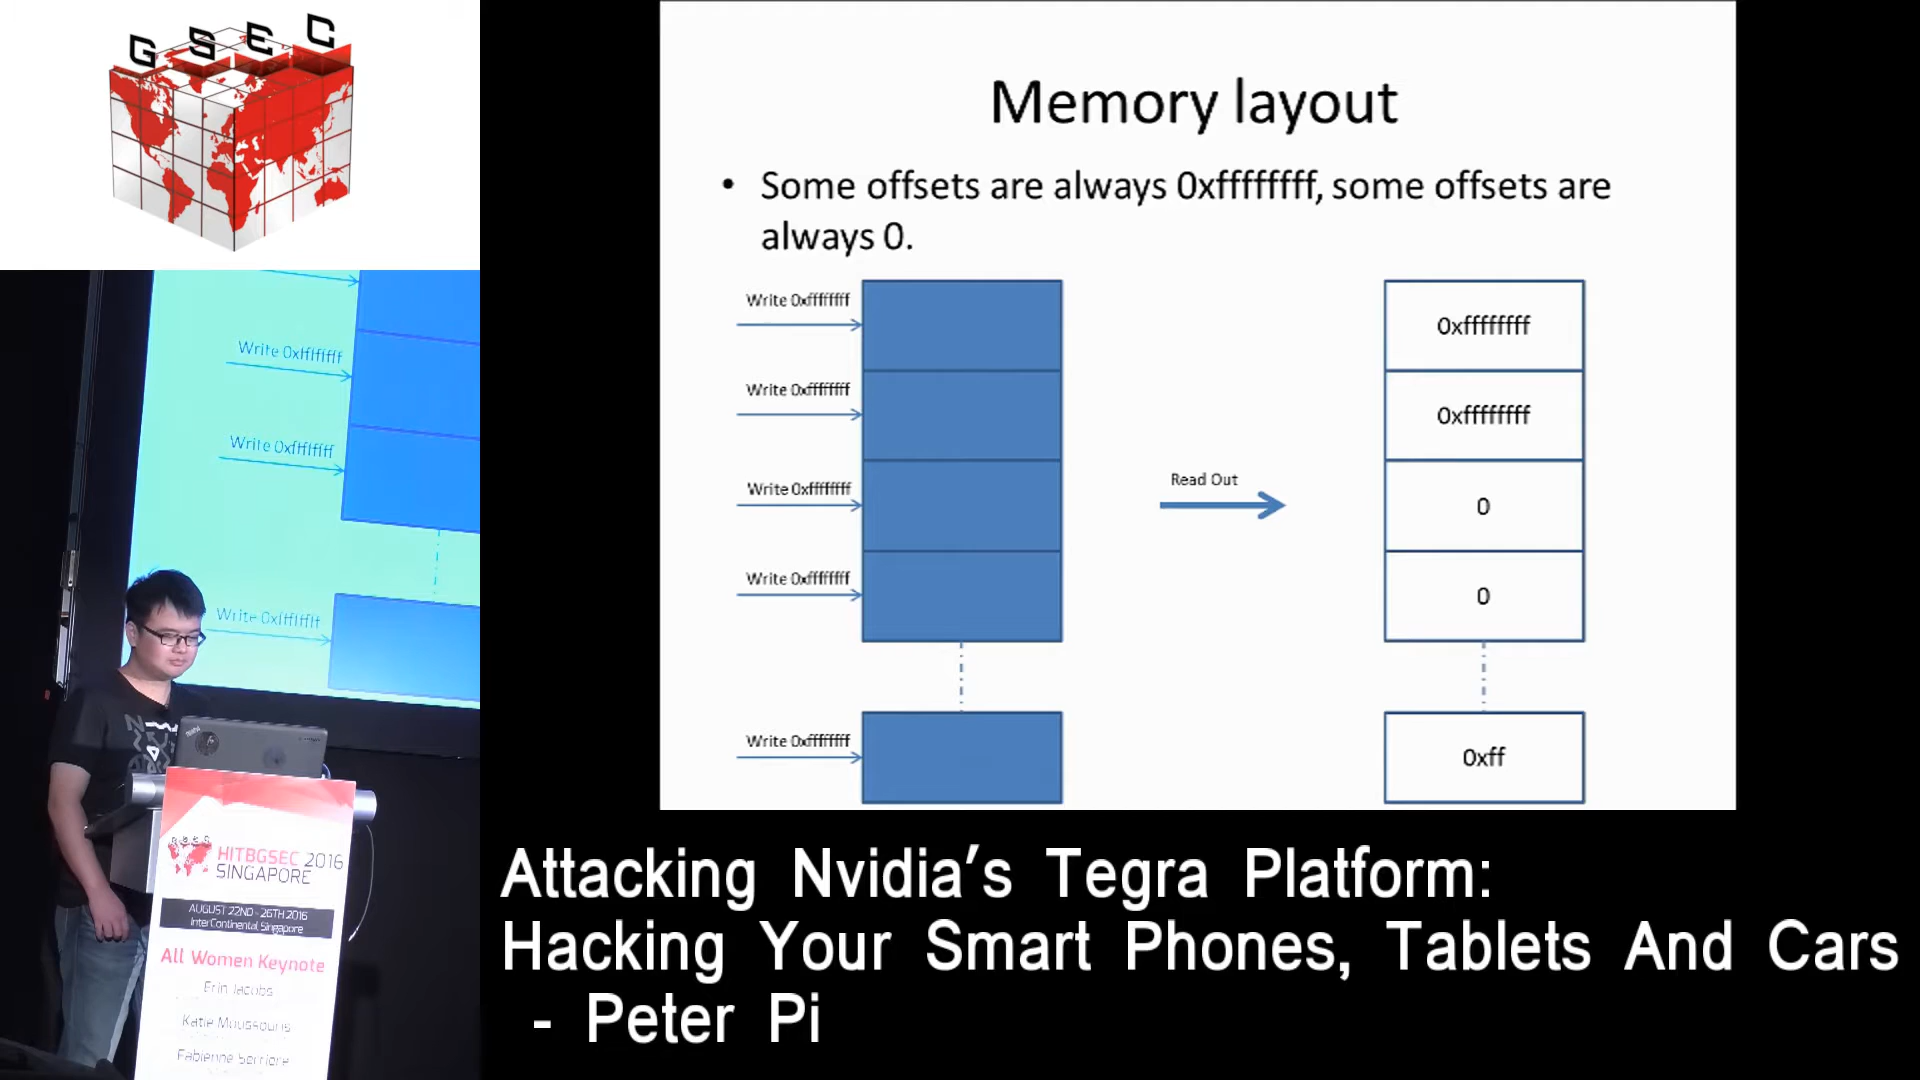 GSEC
Memory layout
• Some offsets are always 0xffffffff, some offsets are
always 0.
Write 0xffffffff
0xffffffff
Write 0xffffffff
0xffffffff
Write 0xffffffff
Read Out
0
Write 0xffffffff
0
Write 0xffffffff
0xff
Write 0xffffffff
Write 0xffffffff
Write 0xffffffff
HITBGSEC 2016
SINGAPORE
AUGUST 22ND - 26TH 2016
InterContinental, Singapore
All Women Keynote
Erin Jacobs
Katie Moussouris
Fabienne Serriere
Attacking Nvidia's Tegra Platform:
Hacking Your Smart Phones, Tablets And Cars
- Peter Pi